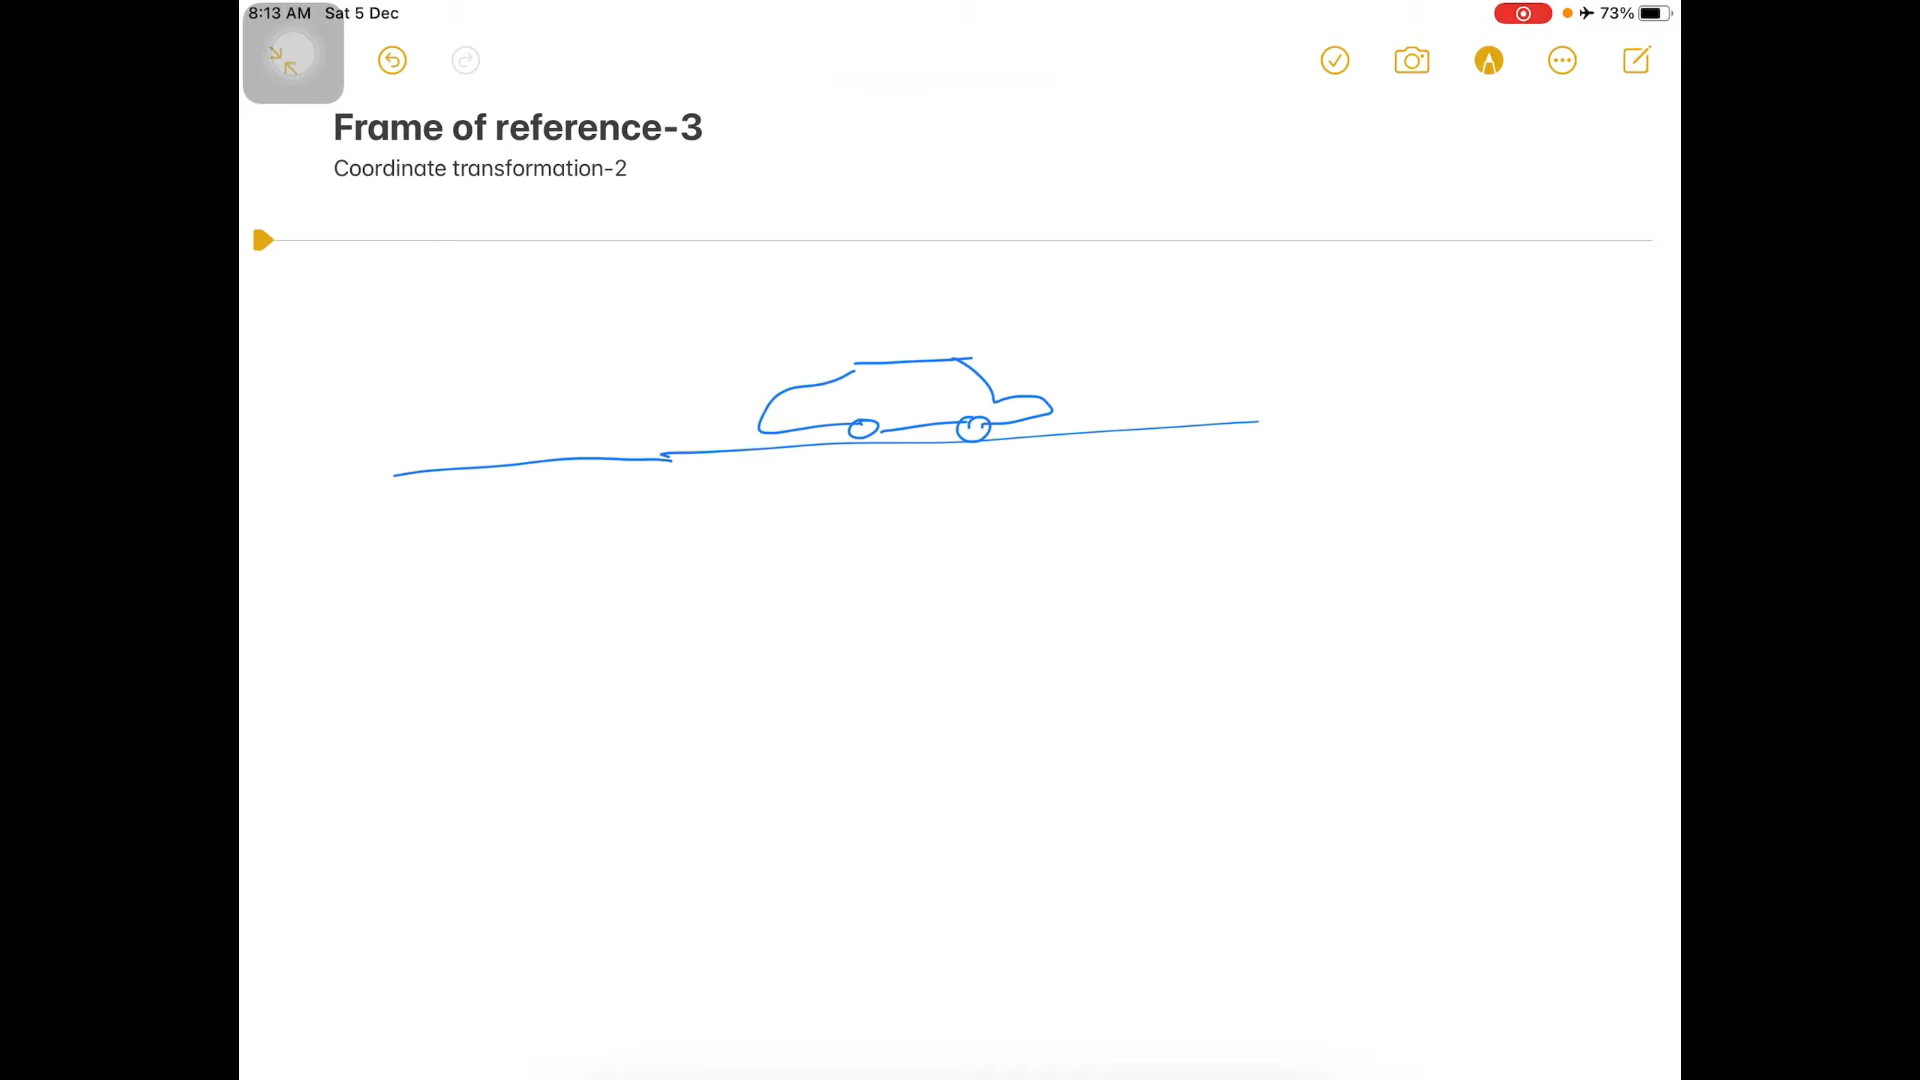 8:13 AM Sat 5 Dec
73%
Frame of reference-3
Coordinate transformation-2